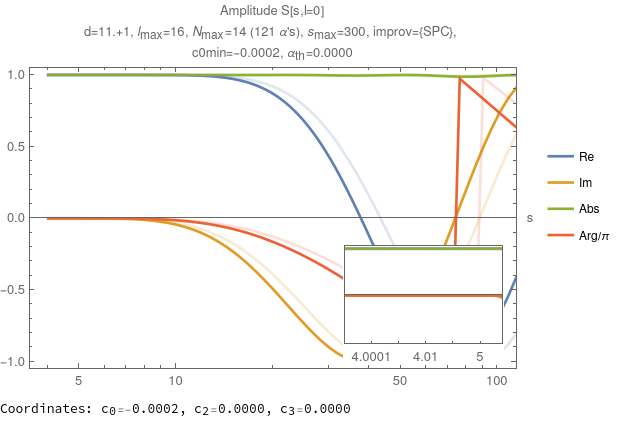 Amplitude S[s,l=0]
d=11.+1, lmax=16, Nmax=14 (121 α's), smax=300, improv={SPC},
c0min=-0.0002, αth=0.0000
1.0
0.5
0.0
-0.5
-1.0
s
5
10
50
100
4.0001
4.01
5
Re
Im
Abs
Arg/π
Coordinates: c0=-0.0002, c2=0.0000, c3=0.0000